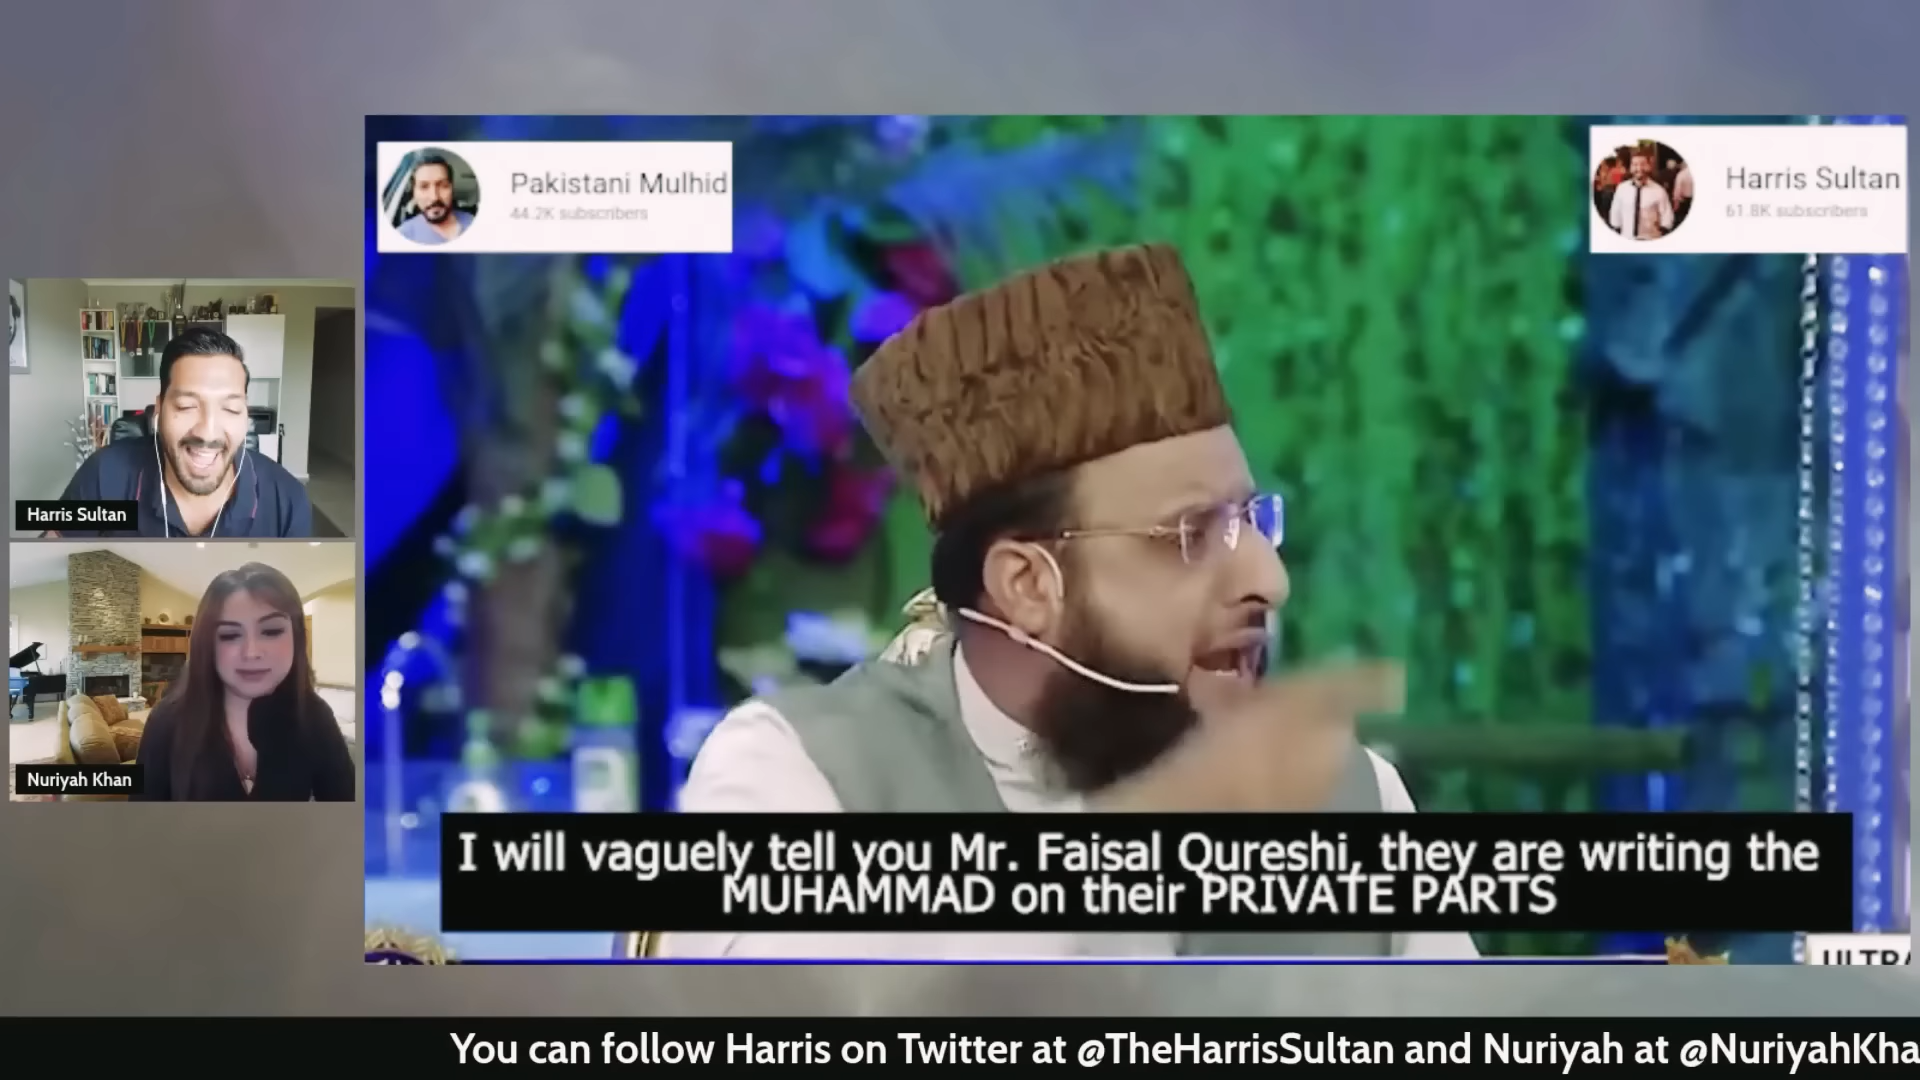 Pakistani Mulhid
44.2K subscribers
Harris Sultan
61.8K subscribers
Harris Sultan
Nuriyah Khan
I will vaguely tell you Mr. Faisal Qureshi, they are writing the
MUHAMMAD on their PRIVATE PARTS
You can follow Harris on Twitter at @TheHarrisSultan and Nuriyah at @NuriyahKha